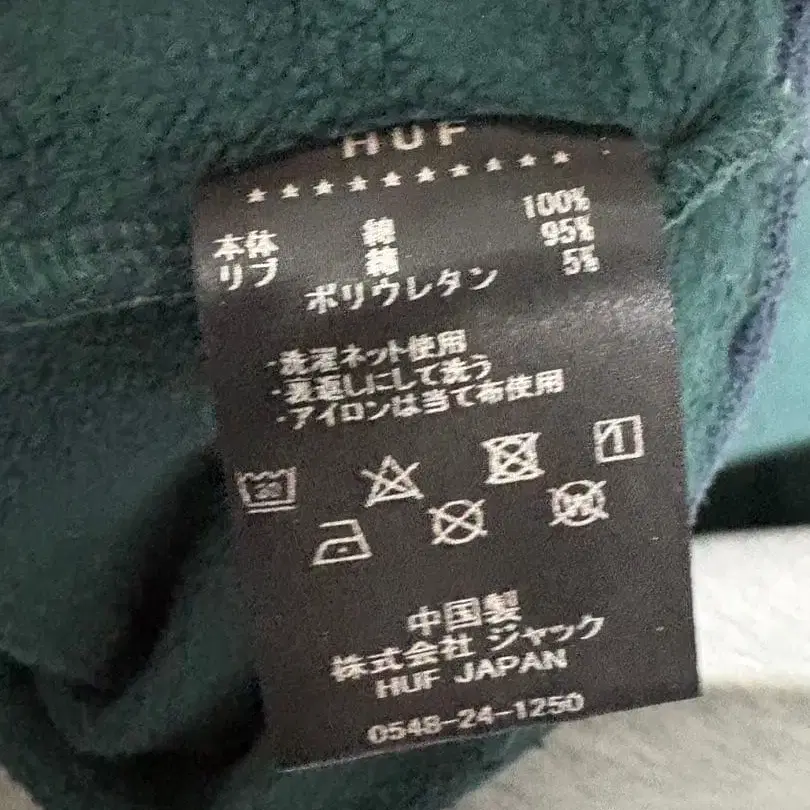 HUF
★★★★★★★★★★
本体 綿 100%
リブ 綿 95%
ポリウレタン 5%
・洗濯ネット使用
・裏返しにして洗う
・アイロンは当て布使用
中国製
株式会社 ジャック
HUF JAPAN
0548-24-1250